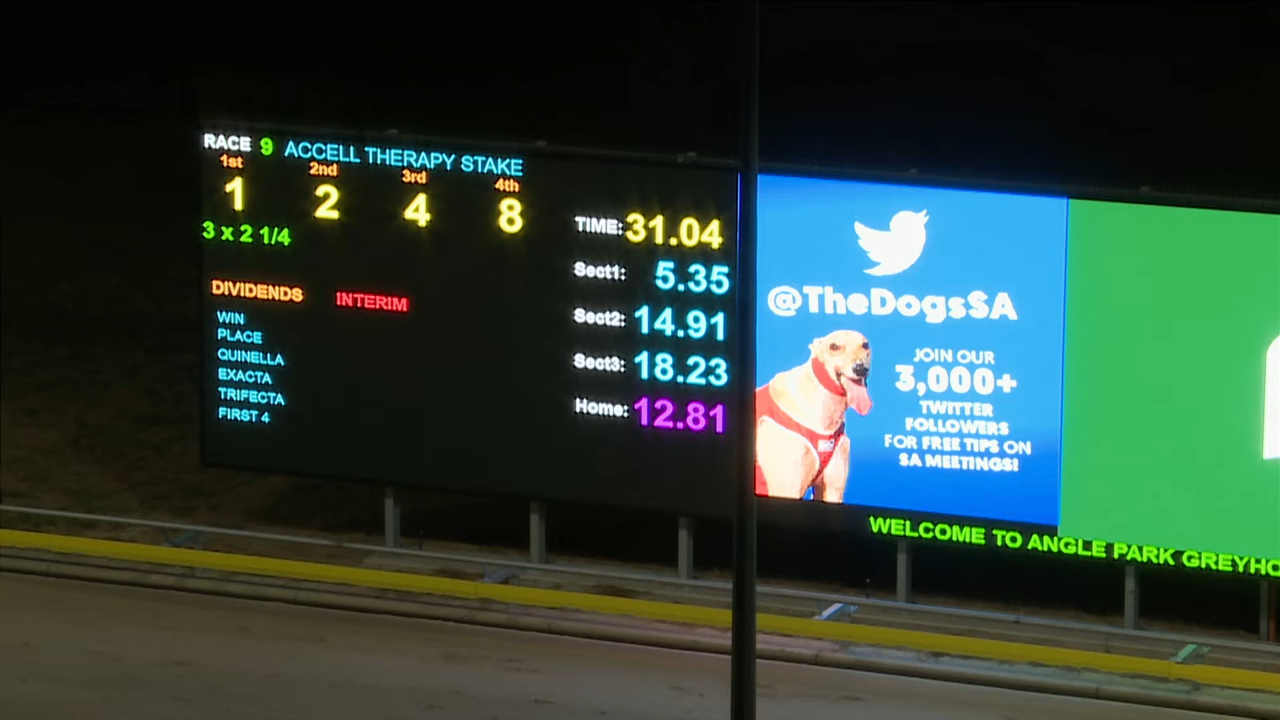 RACE 9 ACCELL THERAPY STAKE
1st 2nd 3rd 4th
1 2 4 8
3 x 2 1/4
TIME: 31.04
Sect1: 5.35
Sect2: 14.91
Sect3: 18.23
Home: 12.81
DIVIDENDS INTERIM
WIN
PLACE
QUINELLA
EXACTA
TRIFECTA
FIRST 4
@TheDogsSA
JOIN OUR
3,000+
TWITTER
FOLLOWERS
FOR FREE TIPS ON
SA MEETINGS!
WELCOME TO ANGLE PARK GREYHO